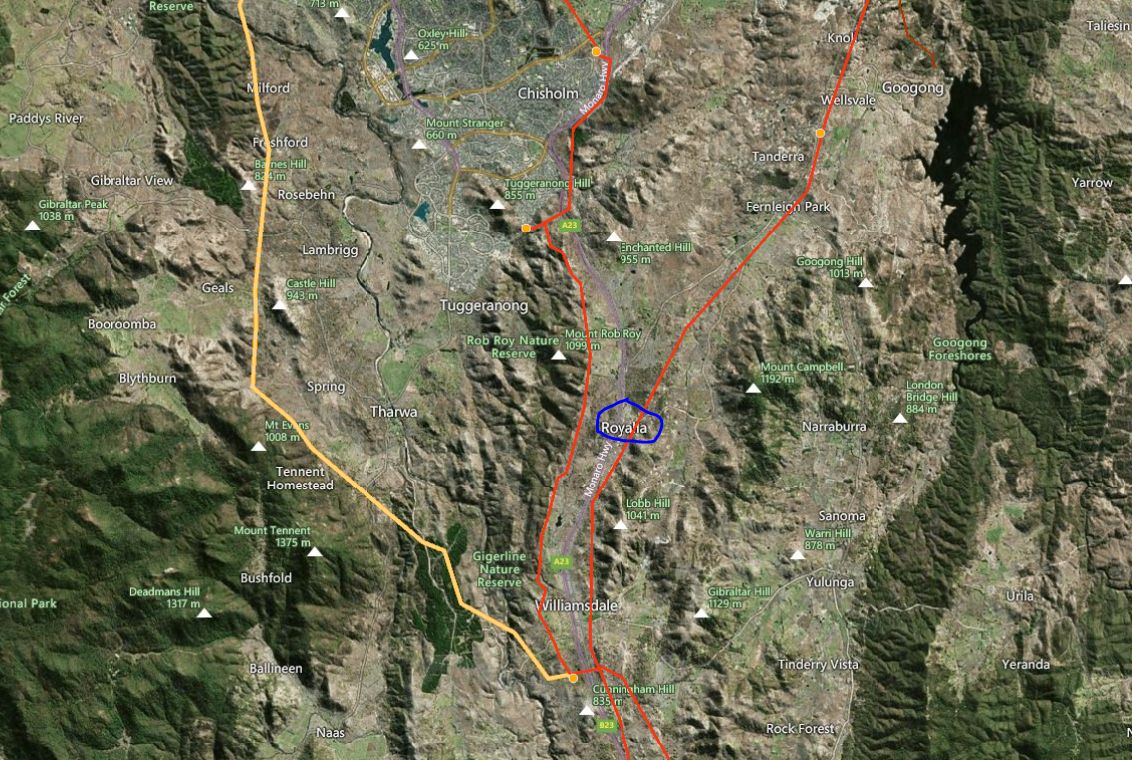 Reserve
713 m
Oxley Hill
625 m
Knoll
Taliesin
Milford
Chisholm
Monaro Hwy
Googong
Wellsvale
Paddys River
Mount Stranger
660 m
Freshford
Tanderra
Barnes Hill
824 m
Gibraltar View
Rosebehn
Tuggeranong Hill
855 m
Yarrow
Gibraltar Peak
1038 m
Fernleigh Park
A23
Lambrigg
Enchanted Hill
955 m
Googong Hill
1013 m
Geals
Castle Hill
943 m
Forest
Tuggeranong
Booroomba
Rob Roy Nature
Reserve
Mount Rob Roy
1099 m
Googong
Foreshores
Blythburn
Spring
Mount Campbell
1192 m
London
Bridge Hill
884 m
Tharwa
Royalla
Narraburra
Mt Evans
1008 m
Monaro Hwy
Tennent
Homestead
Lobb Hill
1041 m
Sanoma
Mount Tennent
1375 m
Warri Hill
878 m
A23
Gigerline
Nature
Reserve
Bushfold
Yulunga
Deadmans Hill
1317 m
Gibraltar Hill
1129 m
ional Park
Williamsdale
Urila
Ballineen
Tinderry Vista
Yeranda
Cunningham Hill
835 m
B23
Naas
Rock Forest